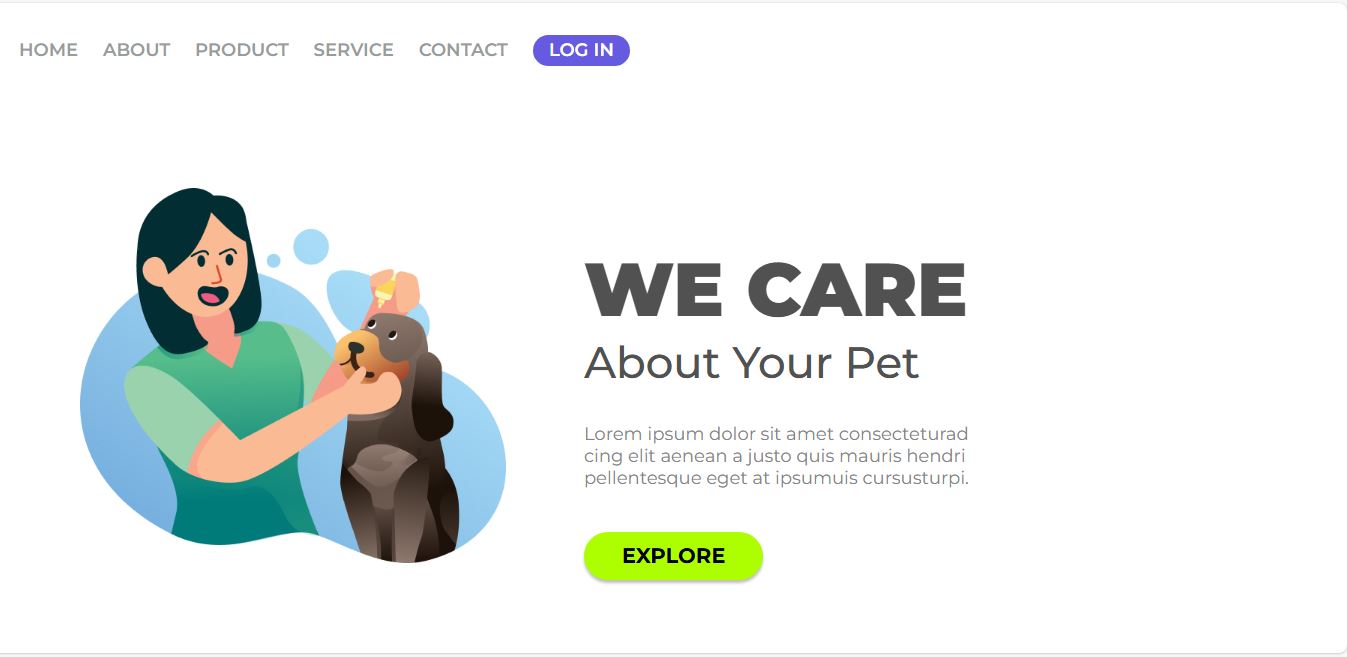 HOME ABOUT PRODUCT SERVICE CONTACT LOG IN
WE CARE
About Your Pet
Lorem ipsum dolor sit amet consecteturad
cing elit aenean a justo quis mauris hendri
pellentesque eget at ipsumuis cursusturpi.
EXPLORE